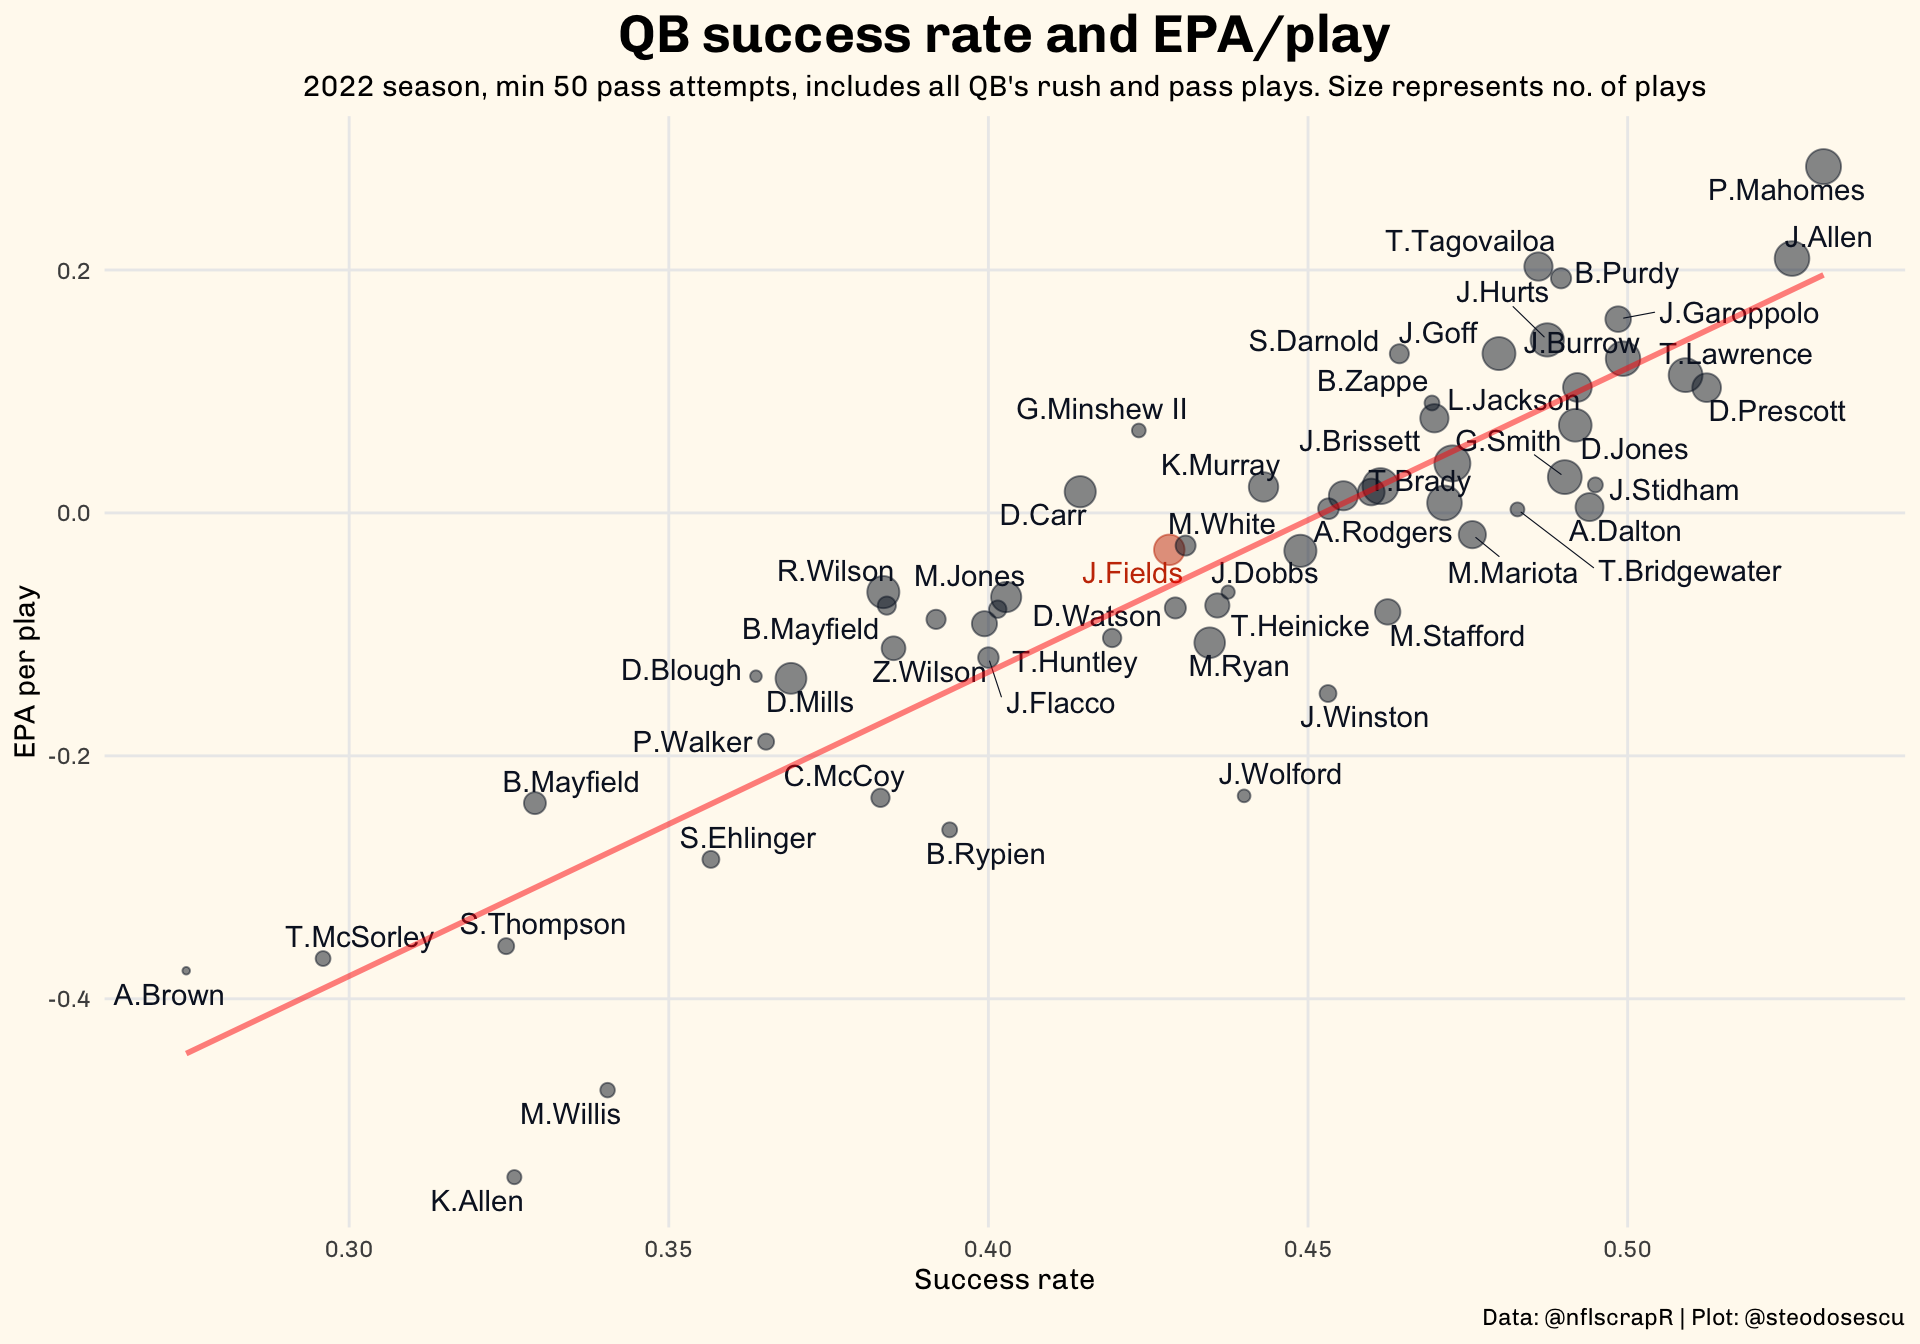 QB success rate and EPA/play
2022 season, min 50 pass attempts, includes all QB's rush and pass plays. Size represents no. of plays
P.Mahomes
J.Allen
T.Tagovailoa
B.Purdy
J.Hurts
J.Garoppolo
S.Darnold
J.Goff
J.Burrow
T.Lawrence
B.Zappe
L.Jackson
D.Prescott
G.Minshew II
J.Brissett
G.Smith
D.Jones
K.Murray
T.Brady
J.Stidham
D.Carr
M.White
A.Rodgers
A.Dalton
R.Wilson
M.Jones
J.Fields
J.Dobbs
M.Mariota
T.Bridgewater
B.Mayfield
D.Watson
T.Heinicke
M.Stafford
D.Blough
Z.Wilson
T.Huntley
M.Ryan
D.Mills
J.Flacco
J.Winston
P.Walker
B.Mayfield
C.McCoy
J.Wolford
S.Ehlinger
B.Rypien
T.McSorley
S.Thompson
A.Brown
M.Willis
K.Allen
0.2
0.0
-0.2
-0.4
EPA per play
0.30
0.35
0.40
0.45
0.50
Success rate
Data: @nflscrapR | Plot: @steodosescu